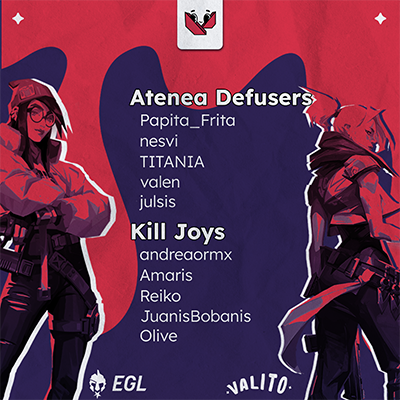 Atenea Defusers
Papita_Frita
nesvi
TITANIA
valen
julsis
Kill Joys
andreaormx
Amaris
Reiko
JuanisBobanis
Olive
EGL
VALITO.